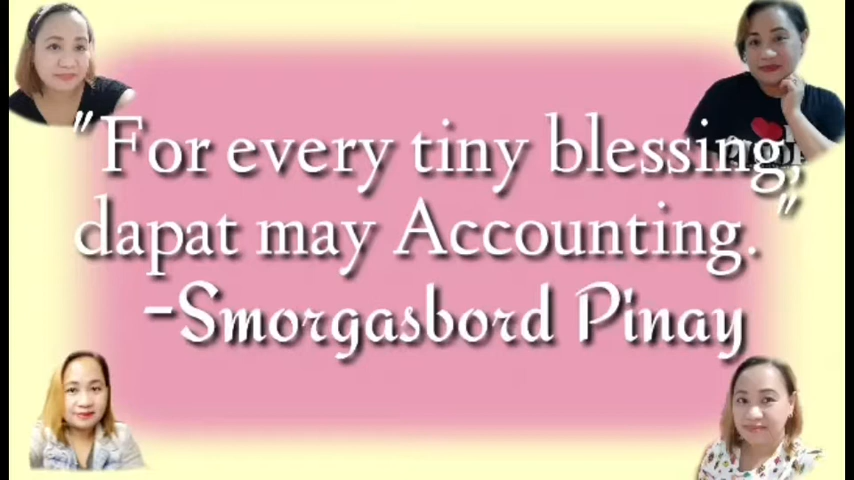 "For every tiny blessing,
dapat may Accounting."
-Smorgasbord Pinay